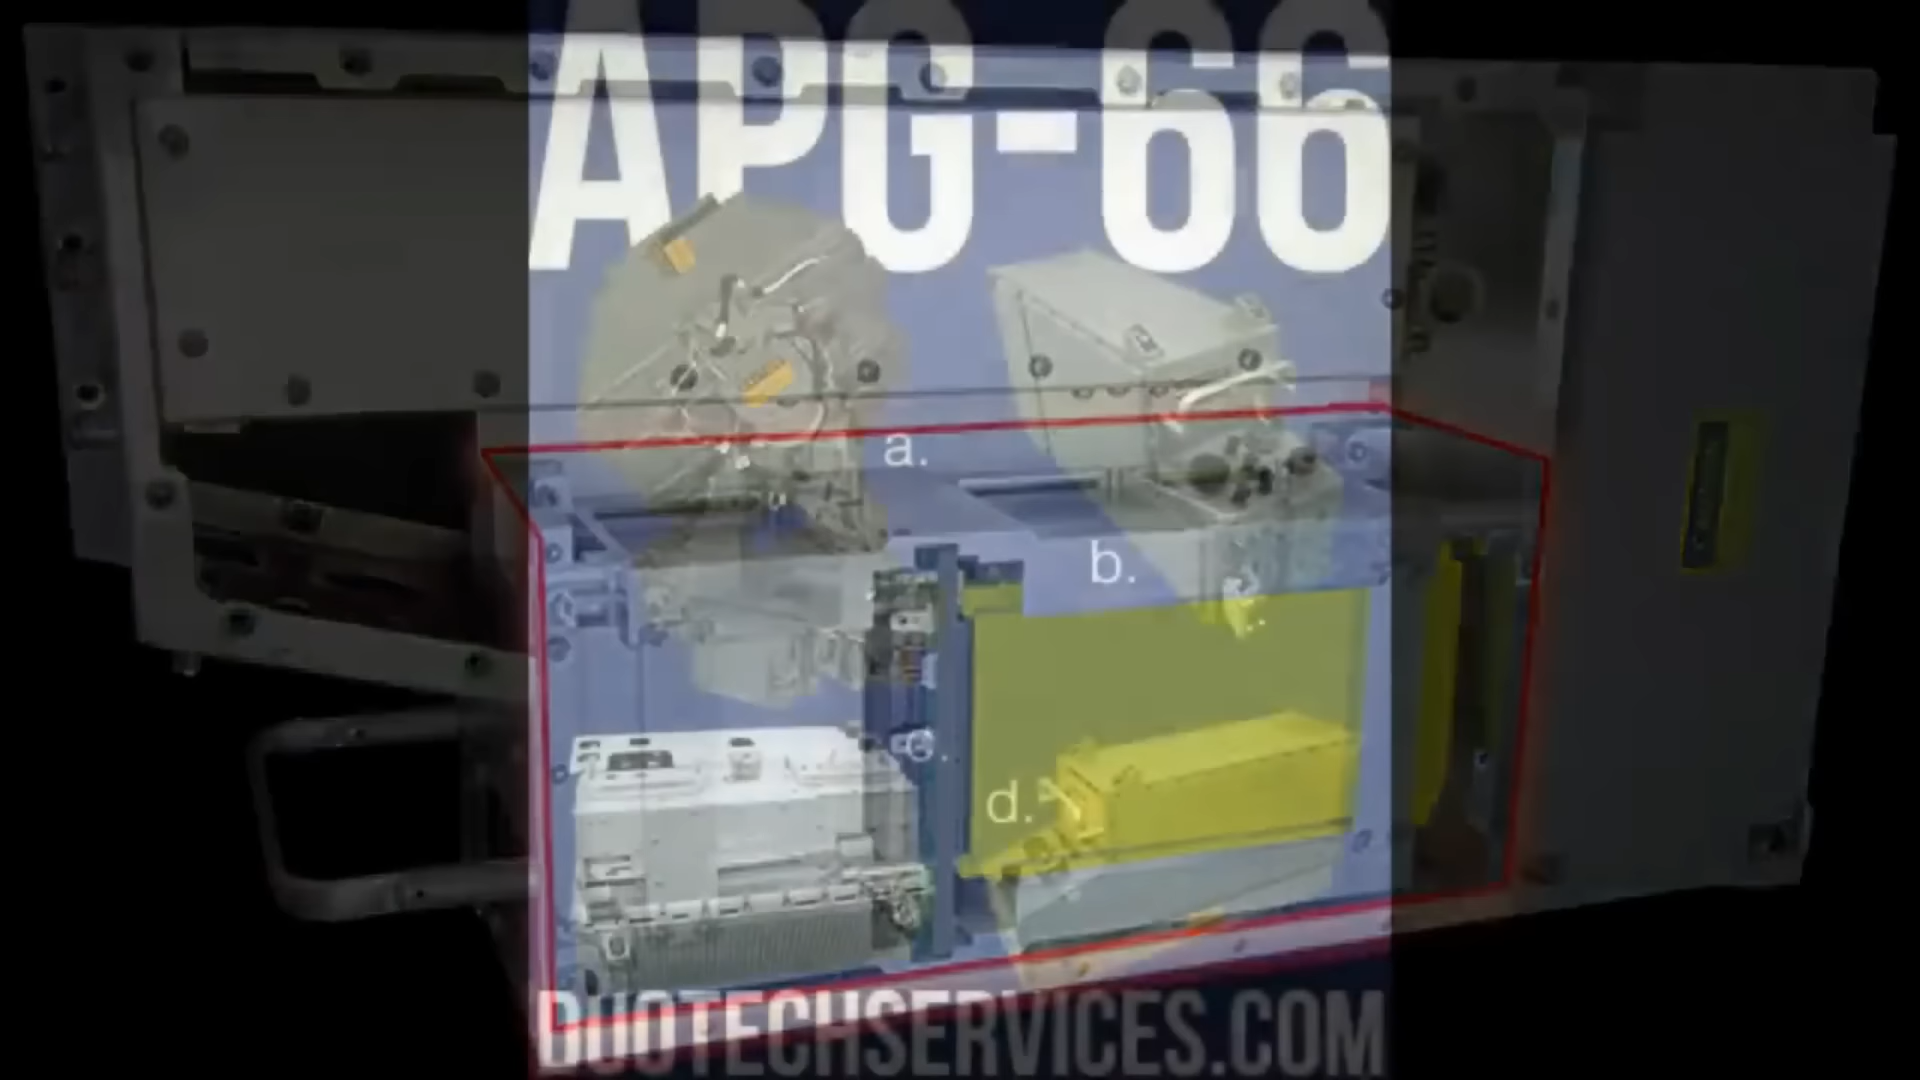 APG-66
a.
b.
c.
d.
DUOTECHSERVICES.COM